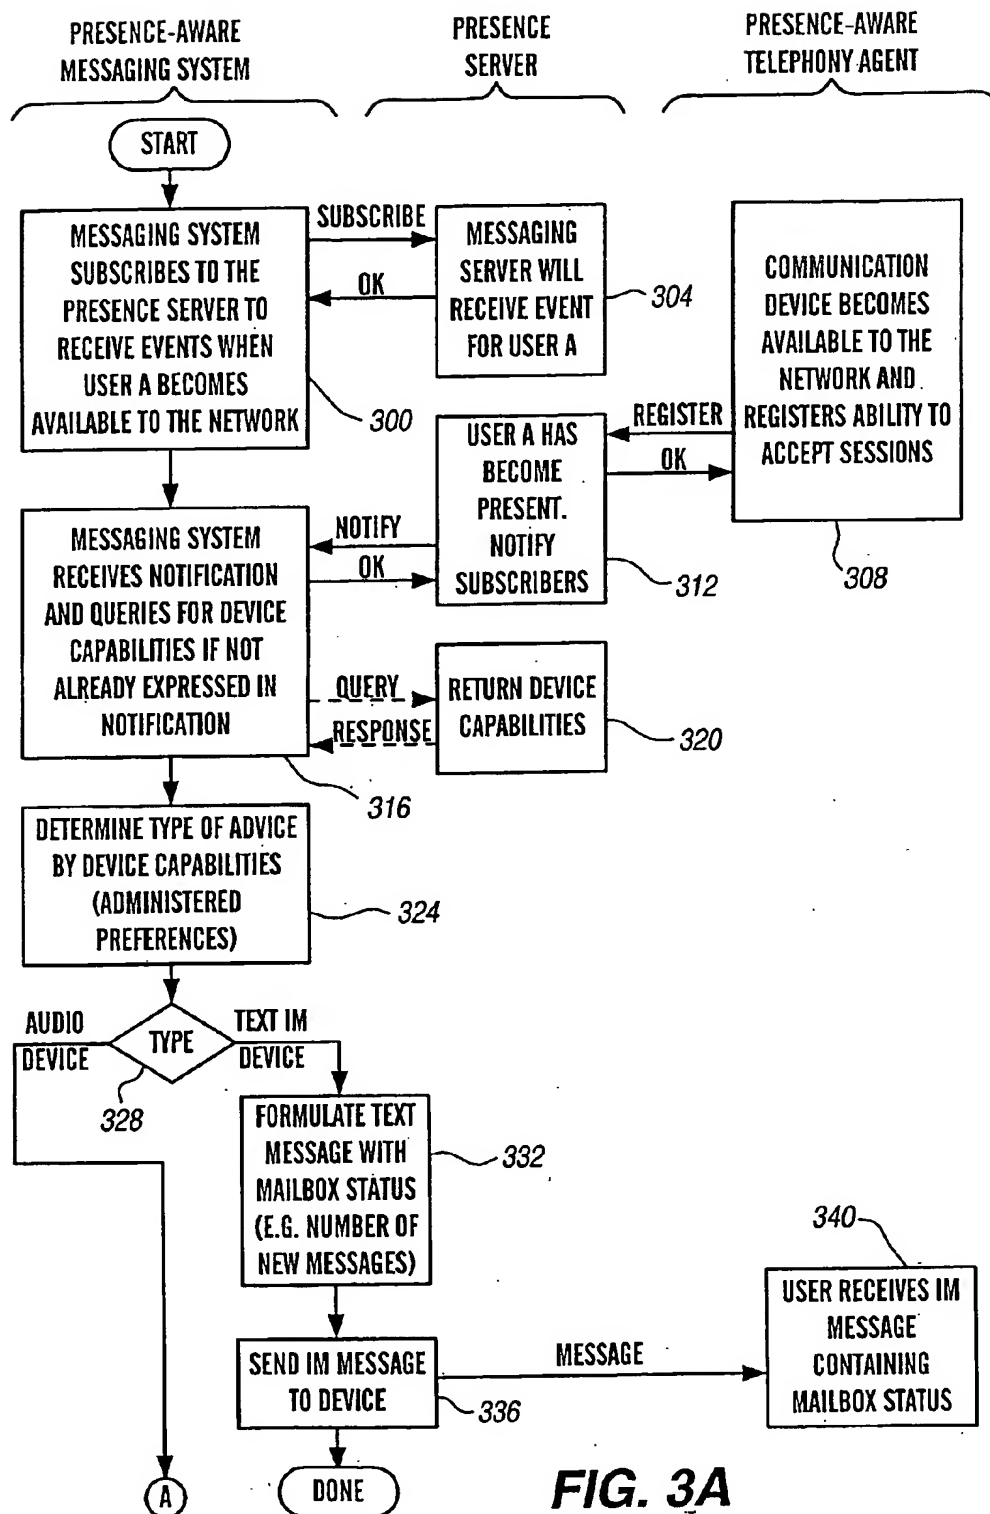 PRESENCE-AWARE
MESSAGING SYSTEM
PRESENCE
SERVER
PRESENCE-AWARE
TELEPHONY AGENT
START
MESSAGING SYSTEM
SUBSCRIBES TO THE
PRESENCE SERVER TO
RECEIVE EVENTS WHEN
USER A BECOMES
AVAILABLE TO THE NETWORK
300
SUBSCRIBE
OK
MESSAGING
SERVER WILL
RECEIVE EVENT
FOR USER A
304
COMMUNICATION
DEVICE BECOMES
AVAILABLE TO THE
NETWORK AND
REGISTERS ABILITY TO
ACCEPT SESSIONS
308
REGISTER
OK
USER A HAS
BECOME
PRESENT.
NOTIFY
SUBSCRIBERS
312
NOTIFY
OK
MESSAGING SYSTEM
RECEIVES NOTIFICATION
AND QUERIES FOR DEVICE
CAPABILITIES IF NOT
ALREADY EXPRESSED IN
NOTIFICATION
316
QUERY
RESPONSE
RETURN DEVICE
CAPABILITIES
320
DETERMINE TYPE OF ADVICE
BY DEVICE CAPABILITIES
(ADMINISTERED
PREFERENCES)
324
AUDIO
DEVICE
TYPE
TEXT IM
DEVICE
328
FORMULATE TEXT
MESSAGE WITH
MAILBOX STATUS
(E.G. NUMBER OF
NEW MESSAGES)
332
340
USER RECEIVES IM
MESSAGE
CONTAINING
MAILBOX STATUS
SEND IM MESSAGE
TO DEVICE
336
MESSAGE
A
DONE
FIG. 3A